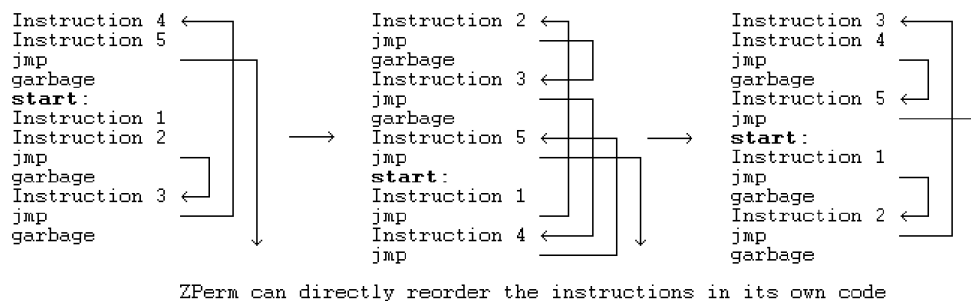 Instruction 4
Instruction 5
jmp
garbage
start:
Instruction 1
Instruction 2
jmp
garbage
Instruction 3
jmp
garbage
Instruction 2
jmp
garbage
Instruction 3
jmp
garbage
Instruction 5
jmp
start:
Instruction 1
jmp
Instruction 4
jmp
Instruction 3
Instruction 4
jmp
garbage
Instruction 5
jmp
start:
Instruction 1
jmp
garbage
Instruction 2
jmp
garbage
ZPerm can directly reorder the instructions in its own code